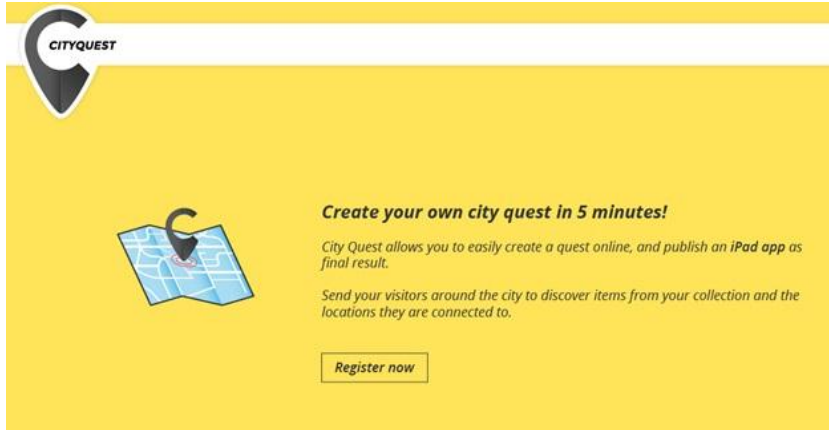 CITYQUEST
Create your own city quest in 5 minutes!
City Quest allows you to easily create a quest online, and publish an iPad app as
final result.
Send your visitors around the city to discover items from your collection and the
locations they are connected to.
Register now